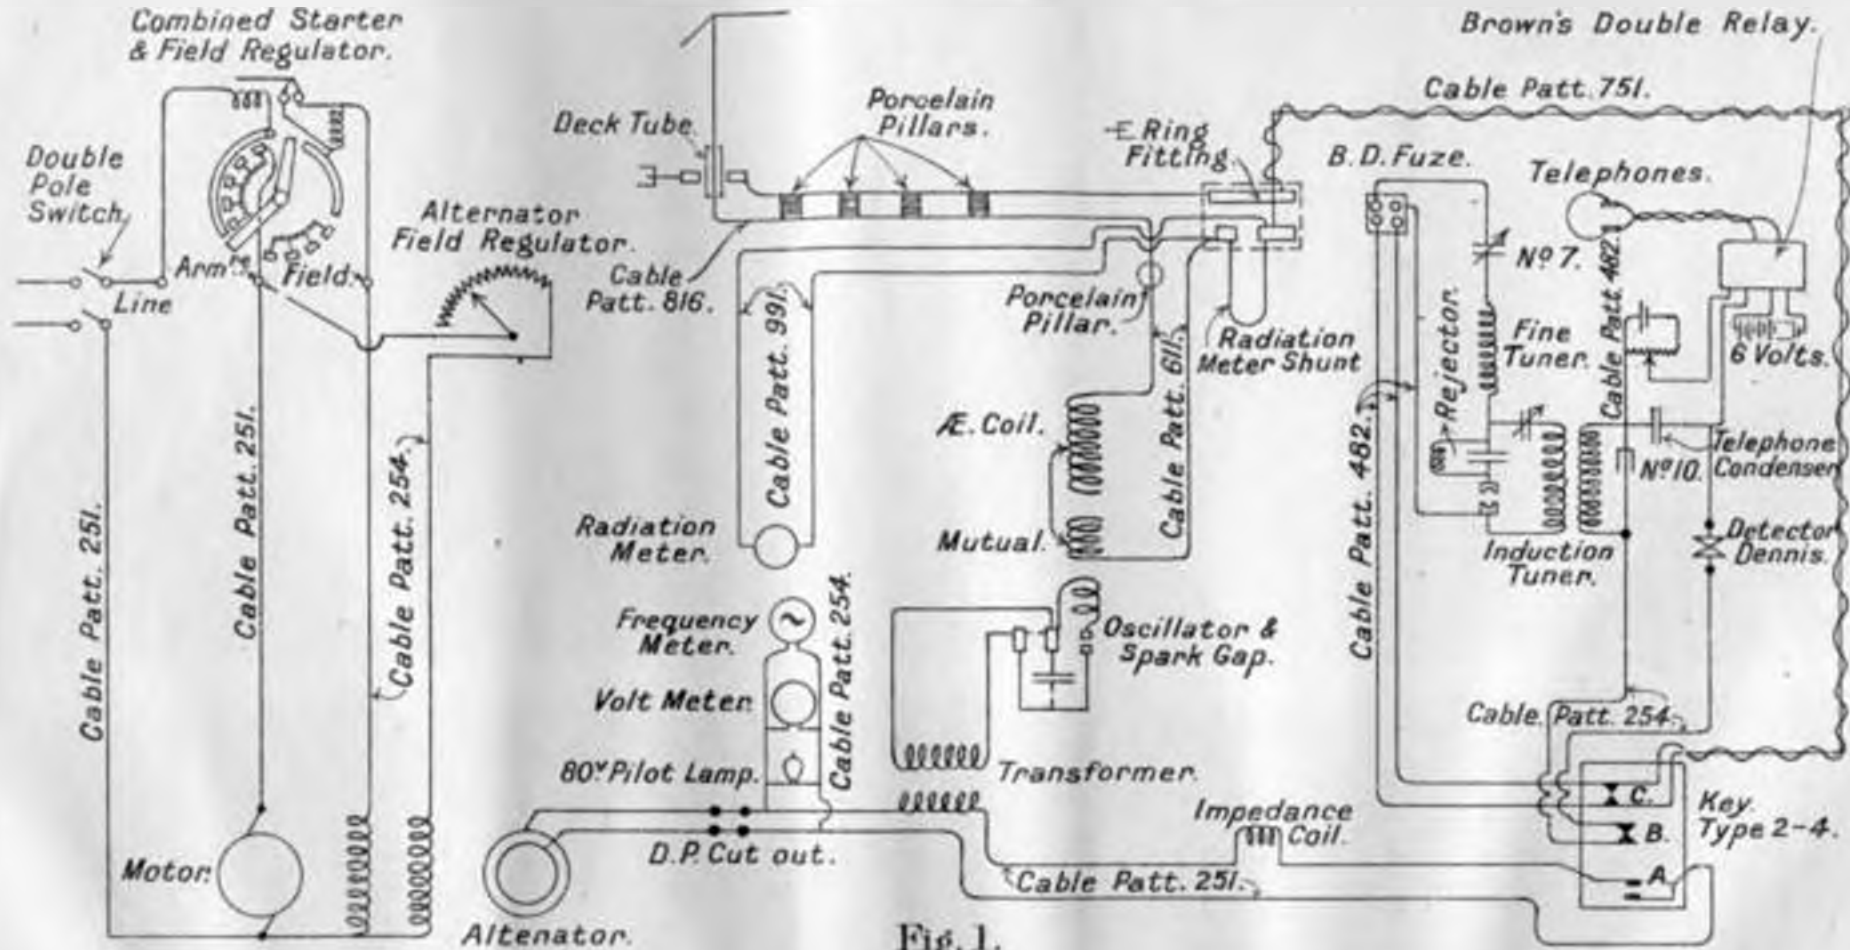 Combined Starter
& Field Regulator.
Brown's Double Relay.
Cable Patt. 751.
Deck Tube.
Porcelain
Pillars.
Ring
Fitting.
B.D. Fuze.
Telephones.
Double
Pole
Switch.
Alternator
Field Regulator.
Arm're
Field.
Line
Cable
Patt. 816.
Cable Patt. 991.
Porcelain
Pillar.
Radiation
Meter Shunt
Nº 7.
Fine
Tuner.
Rejector.
Cable Patt. 482.
6 Volts.
Cable Patt. 251.
Cable Patt. 251.
Cable Patt. 254.
Æ. Coil.
Cable Patt. 611.
Cable Patt. 482.
Telephone
Condenser
Nº 10.
Radiation
Meter.
Mutual.
Induction
Tuner.
Detector
Dennis.
Frequency
Meter.
Cable Patt. 254.
Oscillator &
Spark Gap.
Volt Meter.
Cable. Patt. 254.
80ᵛ Pilot Lamp.
Transformer.
Impedance
Coil.
C.
B.
A.
Key.
Type 2-4.
Motor.
D.P. Cut out.
Cable Patt. 251.
Altenator.
Fig. 1.